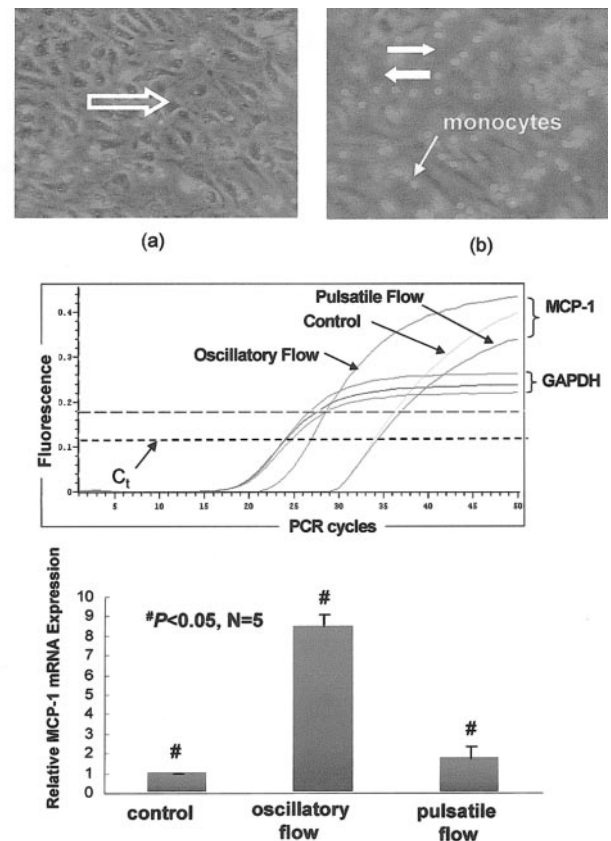 monocytes
(a)
(b)
Fluorescence
0.4
0.3
0.2
0.1
0
Pulsatile Flow
Control
Oscillatory Flow
MCP-1
GAPDH
Ct
5 10 15 20 25 30 35 40 45 50
PCR cycles
Relative MCP-1 mRNA Expression
10
9
8
7
6
5
4
3
2
1
0
#P<0.05, N=5
#
#
#
control
oscillatory
flow
pulsatile
flow